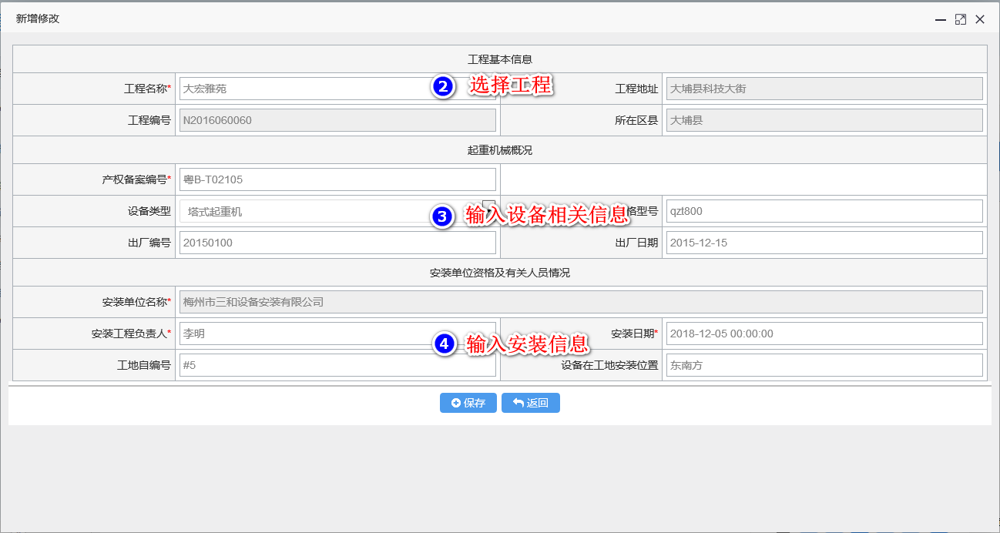 新增修改
工程基本信息
工程名称* 大宏雅苑 2 选择工程 工程地址 大埔县科技大街
工程编号 N2016060060 所在区县 大埔县
起重机械概况
产权备案编号* 粤B-T02105
设备类型 塔式起重机 3 输入设备相关信息 格型号 qzt800
出厂编号 20150100 出厂日期 2015-12-15
安装单位资格及有关人员情况
安装单位名称* 梅州市三和设备安装有限公司
安装工程负责人* 李明 4 输入安装信息 安装日期* 2018-12-05 00:00:00
工地自编号 #5 设备在工地安装位置 东南方
保存 返回